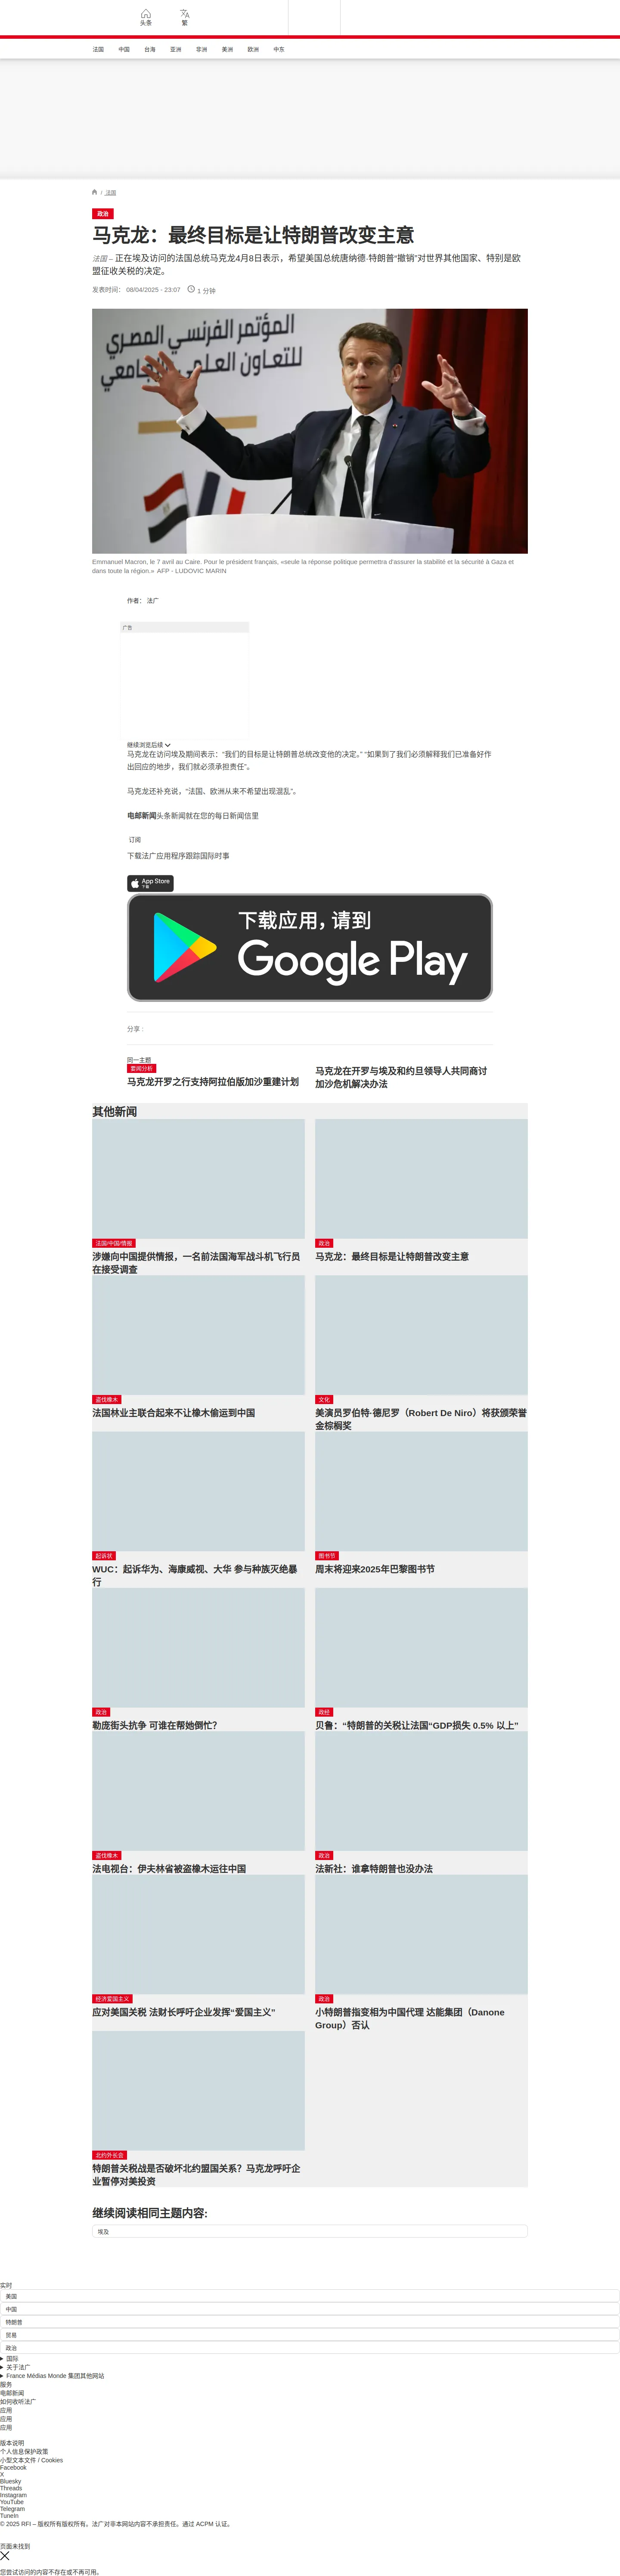 头条
繁
法国 中国 台海 亚洲 非洲 美洲 欧洲 中东
/ 法国
政治
马克龙：最终目标是让特朗普改变主意
法国 – 正在埃及访问的法国总统马克龙4月8日表示，希望美国总统唐纳德·特朗普“撤销”对世界其他国家、特别是欧
盟征收关税的决定。
发表时间： 08/04/2025 - 23:07 1 分钟
المؤتمر الفرنسي المصري
للتعاون العلمي والجامعي
Emmanuel Macron, le 7 avril au Caire. Pour le président français, «seule la réponse politique permettra d'assurer la stabilité et la sécurité à Gaza et
dans toute la région.» AFP - LUDOVIC MARIN
作者： 法广
广告
继续浏览后续
马克龙在访问埃及期间表示：“我们的目标是让特朗普总统改变他的决定。” “如果到了我们必须解释我们已准备好作
出回应的地步，我们就必须承担责任”。
马克龙还补充说，“法国、欧洲从来不希望出现混乱”。
电邮新闻头条新闻就在您的每日新闻信里
订阅
下载法广应用程序跟踪国际时事
App Store
下载
下载应用，请到
Google Play
分享 :
同一主题
要闻分析
马克龙开罗之行支持阿拉伯版加沙重建计划
马克龙在开罗与埃及和约旦领导人共同商讨
加沙危机解决办法
其他新闻
法国/中国/情报
涉嫌向中国提供情报，一名前法国海军战斗机飞行员
在接受调查
政治
马克龙：最终目标是让特朗普改变主意
盗伐橡木
法国林业主联合起来不让橡木偷运到中国
文化
美演员罗伯特·德尼罗（Robert De Niro）将获颁荣誉
金棕榈奖
起诉状
WUC：起诉华为、海康威视、大华 参与种族灭绝暴
行
图书节
周末将迎来2025年巴黎图书节
政治
勒庞街头抗争 可谁在帮她倒忙？
政经
贝鲁：“特朗普的关税让法国“GDP损失 0.5% 以上”
盗伐橡木
法电视台：伊夫林省被盗橡木运往中国
政治
法新社：谁拿特朗普也没办法
经济爱国主义
应对美国关税 法财长呼吁企业发挥“爱国主义”
政治
小特朗普指变相为中国代理 达能集团（Danone
Group）否认
北约外长会
特朗普关税战是否破坏北约盟国关系？马克龙呼吁企
业暂停对美投资
继续阅读相同主题内容:
埃及
实时
美国
中国
特朗普
贸易
政治
国际
关于法广
France Médias Monde 集团其他网站
服务
电邮新闻
如何收听法广
应用
应用
应用
版本说明
个人信息保护政策
小型文本文件 / Cookies
Facebook
X
Bluesky
Threads
Instagram
YouTube
Telegram
TuneIn
© 2025 RFI – 版权所有版权所有。法广对非本网站内容不承担责任。通过 ACPM 认证。
页面未找到
您尝试访问的内容不存在或不再可用。